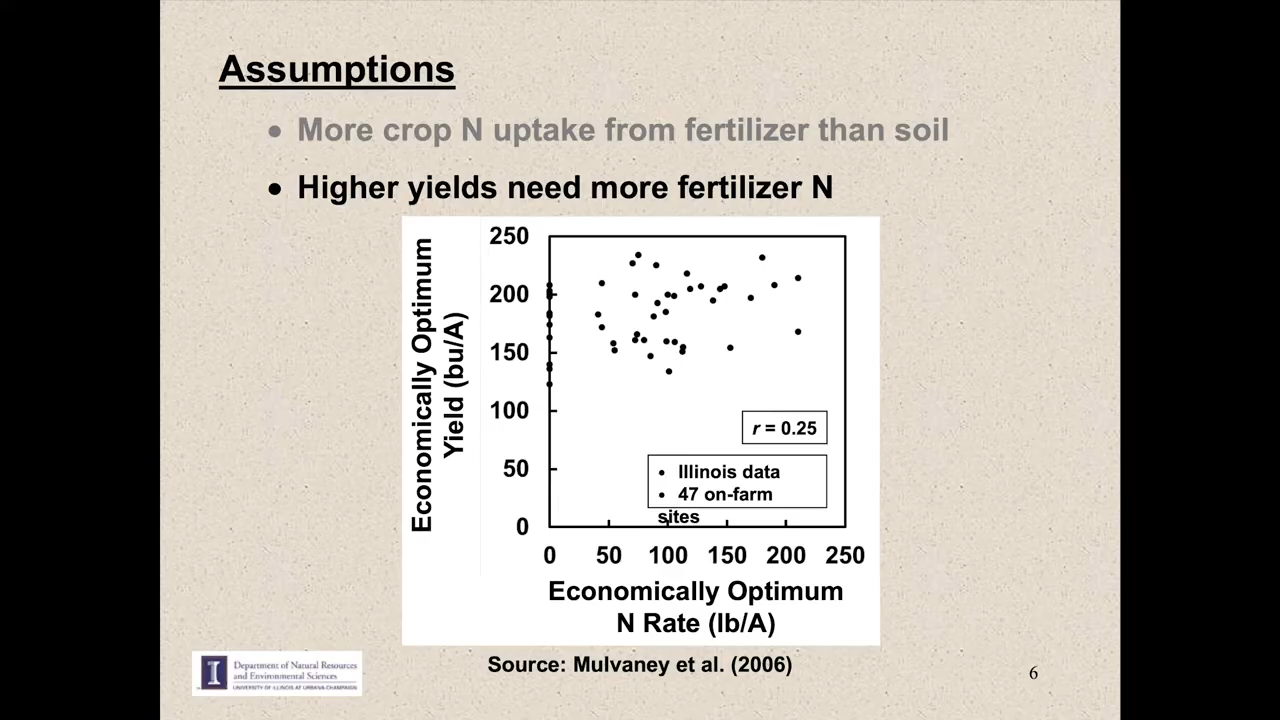 Assumptions
● More crop N uptake from fertilizer than soil
● Higher yields need more fertilizer N
Economically Optimum
Yield (bu/A)
250
200
150
100
50
0
r = 0.25
• Illinois data
• 47 on-farm
sites
0 50 100 150 200 250
Economically Optimum
N Rate (lb/A)
Source: Mulvaney et al. (2006)
I
Department of Natural Resources
and Environmental Sciences
UNIVERSITY OF ILLINOIS AT URBANA-CHAMPAIGN
6